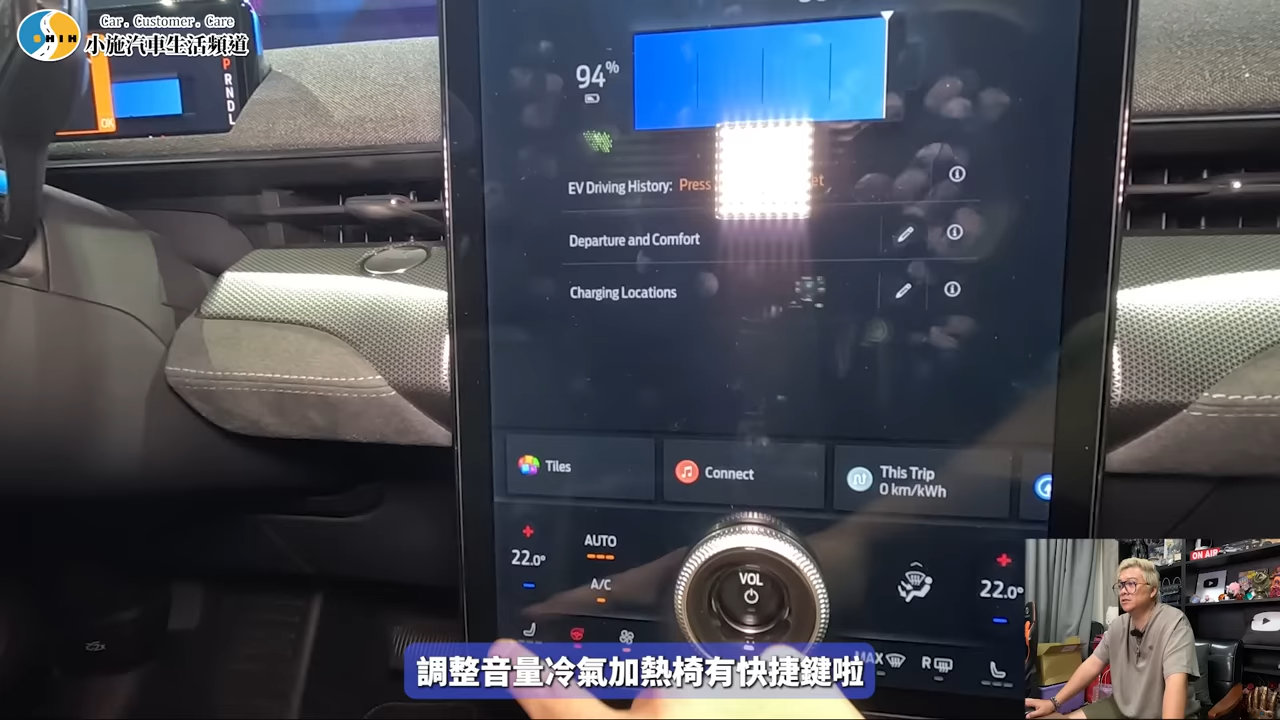 Car. Customer. Care
SHIH
小施汽車生活頻道
P
R
N
D
L
OK
94%
EV Driving History: Press
Departure and Comfort
Charging Locations
Tiles
Connect
This Trip
0 km/kWh
22.0°
AUTO
A/C
VOL
22.0°
MAX
R
ON AIR
調整音量冷氣加熱椅有快捷鍵啦